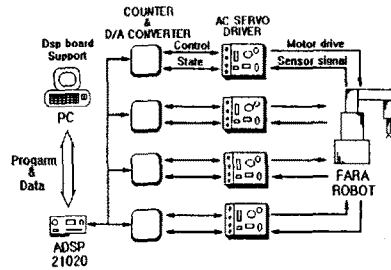 COUNTER
&
D/A CONVERTER
AC SERVO
DRIVER
Dsp board
Support
Control
State
Motor drive
Sensor signal
PC
Progarm
&
Data
FARA
ROBOT
ADSP
21020